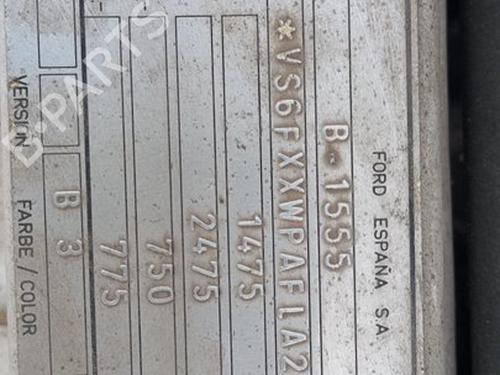 FORD ESPAÑA S.A.
B-1555
*VS6FXXWPAFLA2
1475
2475
750
775
B 3
VERSION FARBE / COLOR
B-PARTS